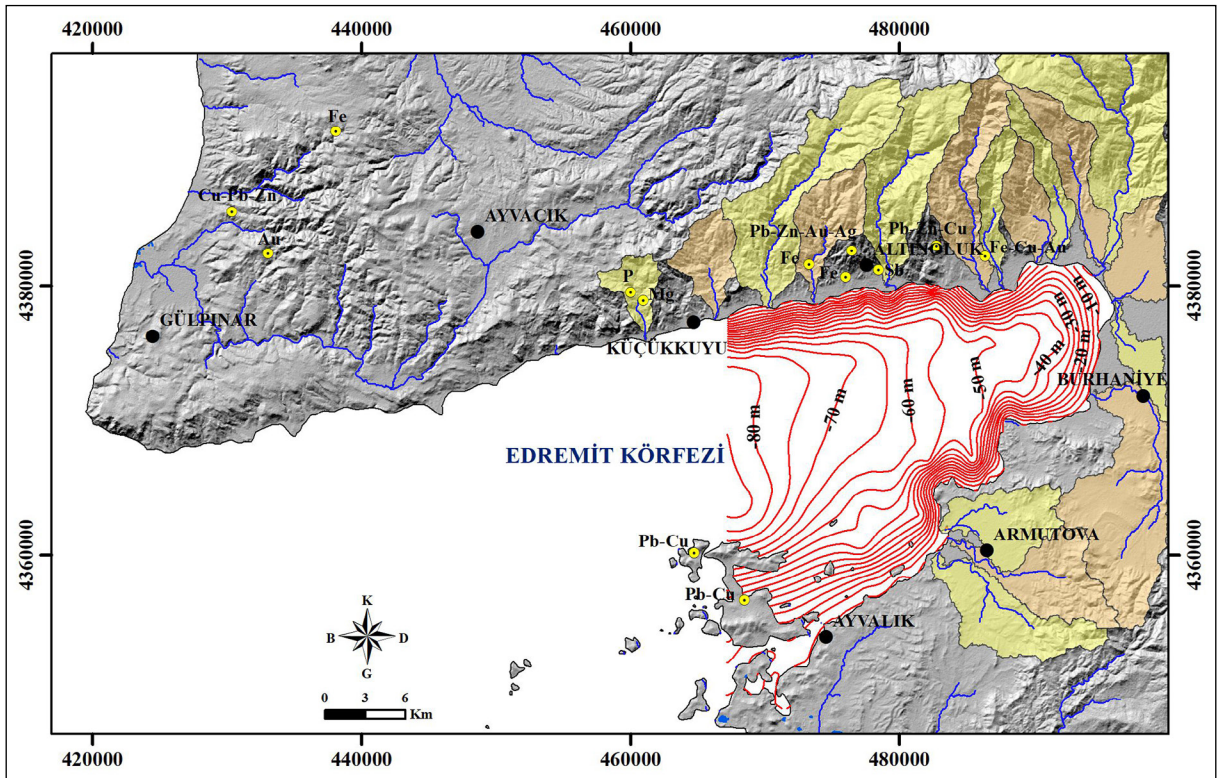 420000 440000 460000 480000
Fe
Cu-Pb-Zn
Au
AYVACIK
Pb-Zn-Au-Ag
Pb-Zn-Cu
ALTINOLUK
Fe-Cu-Au
Fe
Fe
Sb
P
Mg
4380000
4380000
GÜLPINAR
KÜÇÜKKUYU
-10 m
-20 m
-40 m
-20 m
-50 m
-60 m
-70 m
-80 m
BURHANİYE
EDREMİT KÖRFEZİ
4360000
4360000
Pb-Cu
ARMUTOVA
Pb-Cu
AYVALIK
K
B D
G
0 3 6
Km
420000 440000 460000 480000